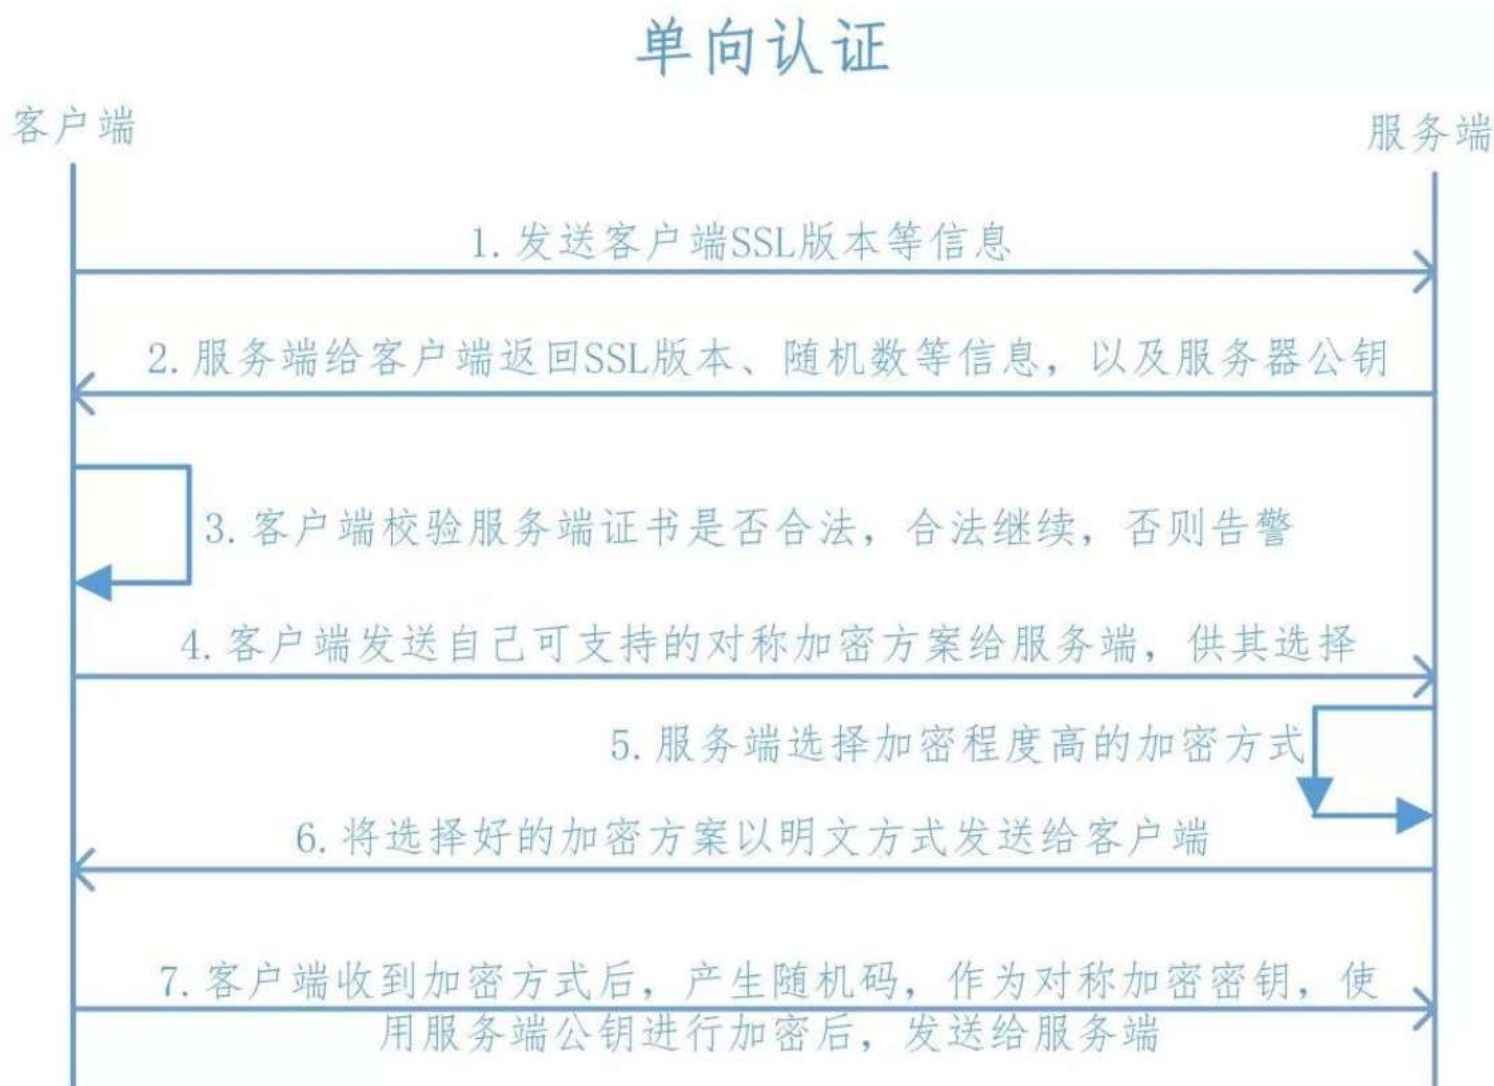 单向认证
客户端
服务端
1.发送客户端SSL版本等信息
2.服务端给客户端返回SSL版本、随机数等信息，以及服务器公钥
3.客户端校验服务端证书是否合法，合法继续，否则告警
4.客户端发送自己可支持的对称加密方案给服务端，供其选择
5.服务端选择加密程度高的加密方式
6.将选择好的加密方案以明文方式发送给客户端
7.客户端收到加密方式后，产生随机码，作为对称加密密钥，使
用服务端公钥进行加密后，发送给服务端